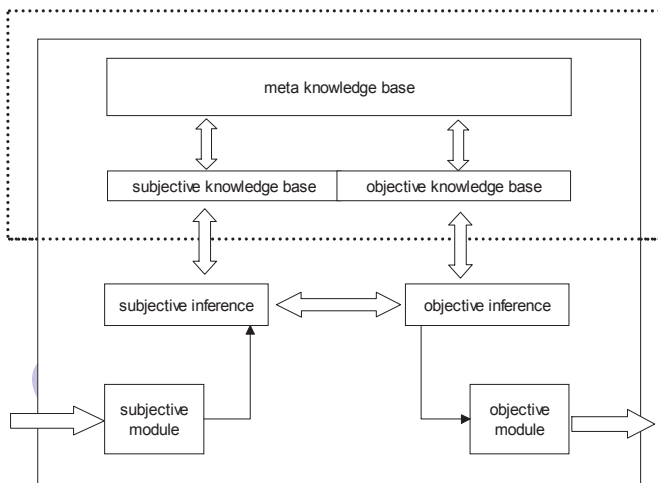 meta knowledge base
subjective knowledge base
objective knowledge base
subjective inference
objective inference
subjective
module
objective
module